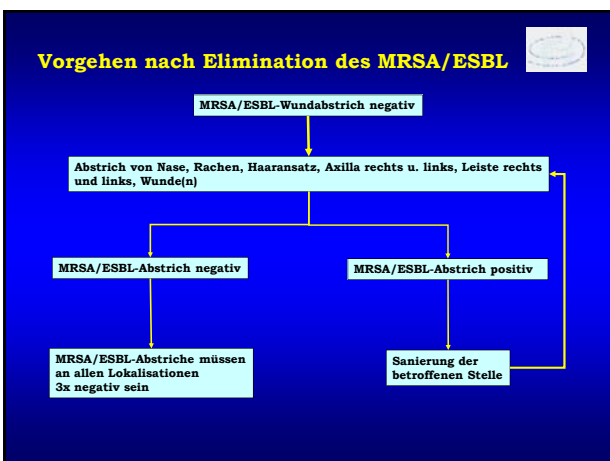 Vorgehen nach Elimination des MRSA/ESBL
MRSA/ESBL-Wundabstrich negativ
Abstrich von Nase, Rachen, Haaransatz, Axilla rechts u. links, Leiste rechts
und links, Wunde(n)
MRSA/ESBL-Abstrich negativ
MRSA/ESBL-Abstrich positiv
MRSA/ESBL-Abstriche müssen
an allen Lokalisationen
3x negativ sein
Sanierung der
betroffenen Stelle